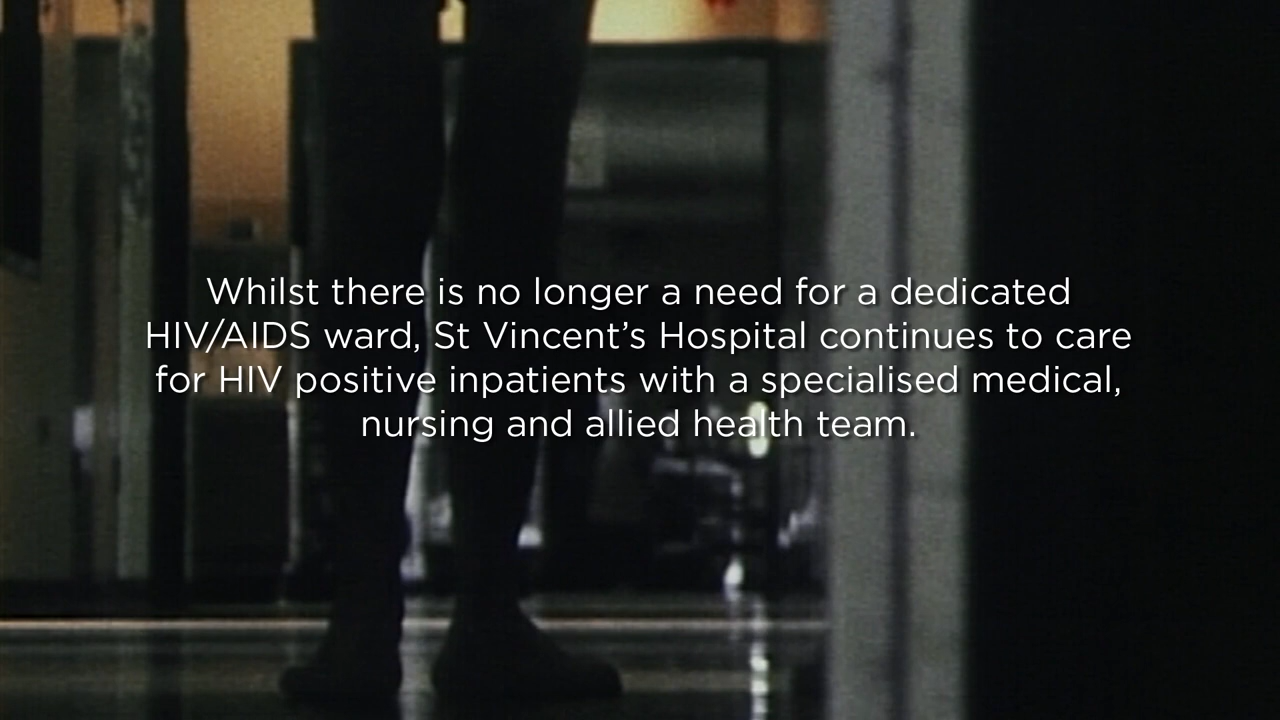 Whilst there is no longer a need for a dedicated
HIV/AIDS ward, St Vincent’s Hospital continues to care
for HIV positive inpatients with a specialised medical,
nursing and allied health team.